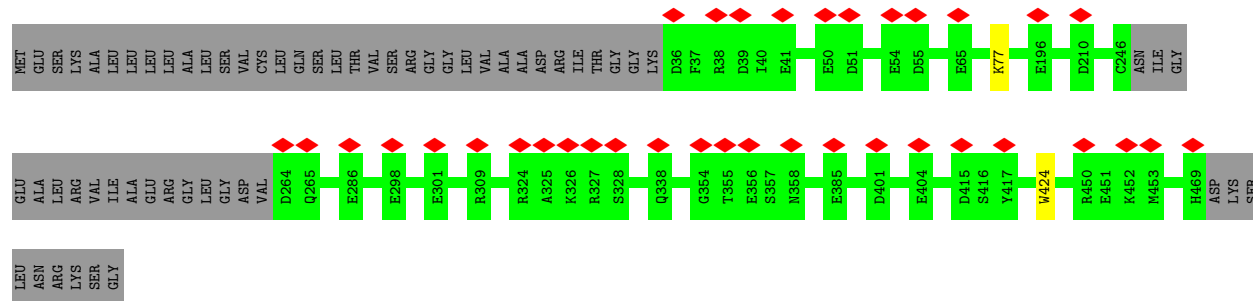 MET GLU SER LYS ALA LEU LEU LEU LEU ALA LEU SER VAL CYS LEU GLN SER LEU THR VAL SER ARG GLY GLY LEU VAL ALA ALA ASP ARG ILE THR GLY GLY LYS D36 F37 R38 D39 I40 E41 E50 D51 E54 D55 E65 K77 E196 D210 C246 ASN ILE GLY
GLU ALA LEU ARG VAL ILE ALA GLU ARG GLY LEU GLY ASP VAL D264 Q265 E286 E298 E301 R309 R324 A325 K326 R327 S328 Q338 G354 T355 E356 S357 N358 E385 D401 E404 D415 S416 Y417 W424 R450 E451 K452 M453 H469 ASP LYS SER
LEU ASN ARG LYS SER GLY